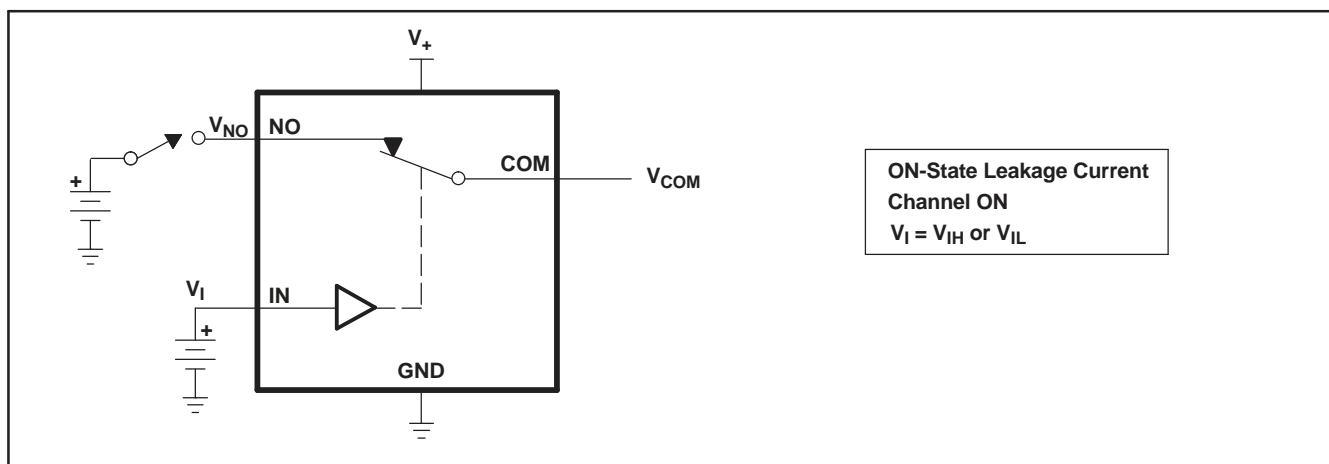 V+
VNO NO
COM
VCOM
+
VI IN
+
GND
ON-State Leakage Current
Channel ON
VI = VIH or VIL